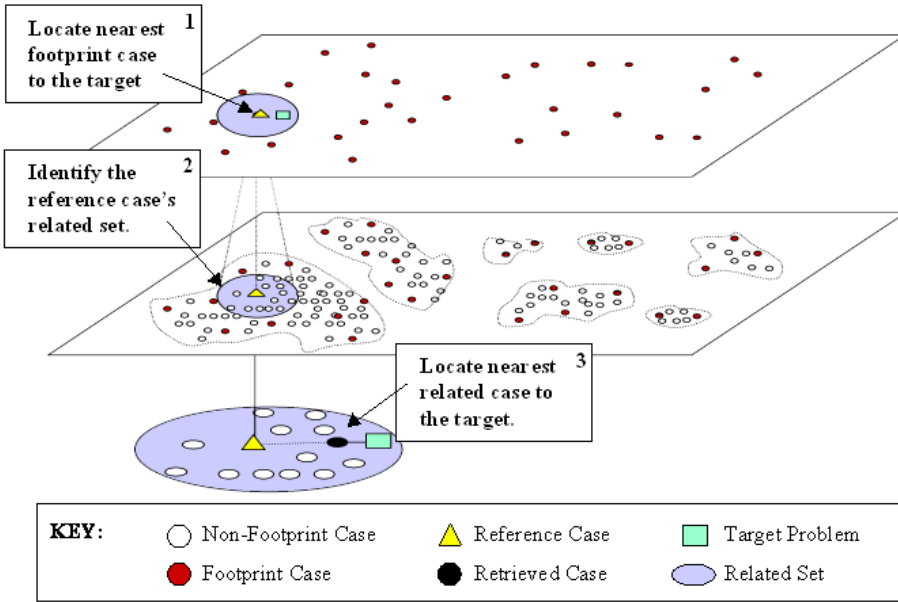 1
Locate nearest
footprint case
to the target
2
Identify the
reference case's
related set.
3
Locate nearest
related case to
the target.
KEY:
Non-Footprint Case
Reference Case
Target Problem
Footprint Case
Retrieved Case
Related Set